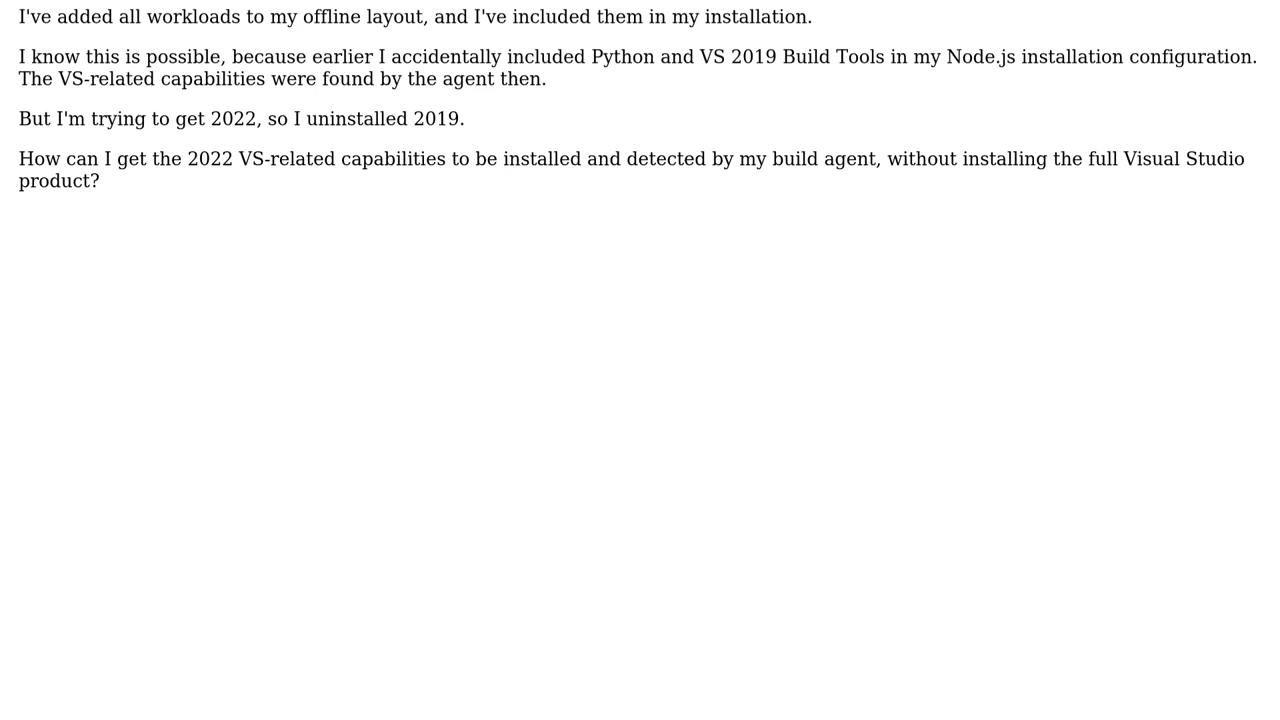 I've added all workloads to my offline layout, and I've included them in my installation.
I know this is possible, because earlier I accidentally included Python and VS 2019 Build Tools in my Node.js installation configuration.
The VS-related capabilities were found by the agent then.
But I'm trying to get 2022, so I uninstalled 2019.
How can I get the 2022 VS-related capabilities to be installed and detected by my build agent, without installing the full Visual Studio
product?